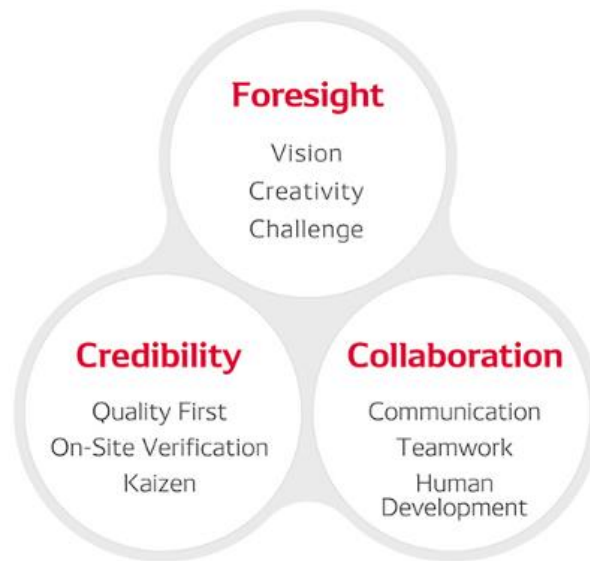 Foresight
Vision
Creativity
Challenge
Credibility
Quality First
On-Site Verification
Kaizen
Collaboration
Communication
Teamwork
Human
Development